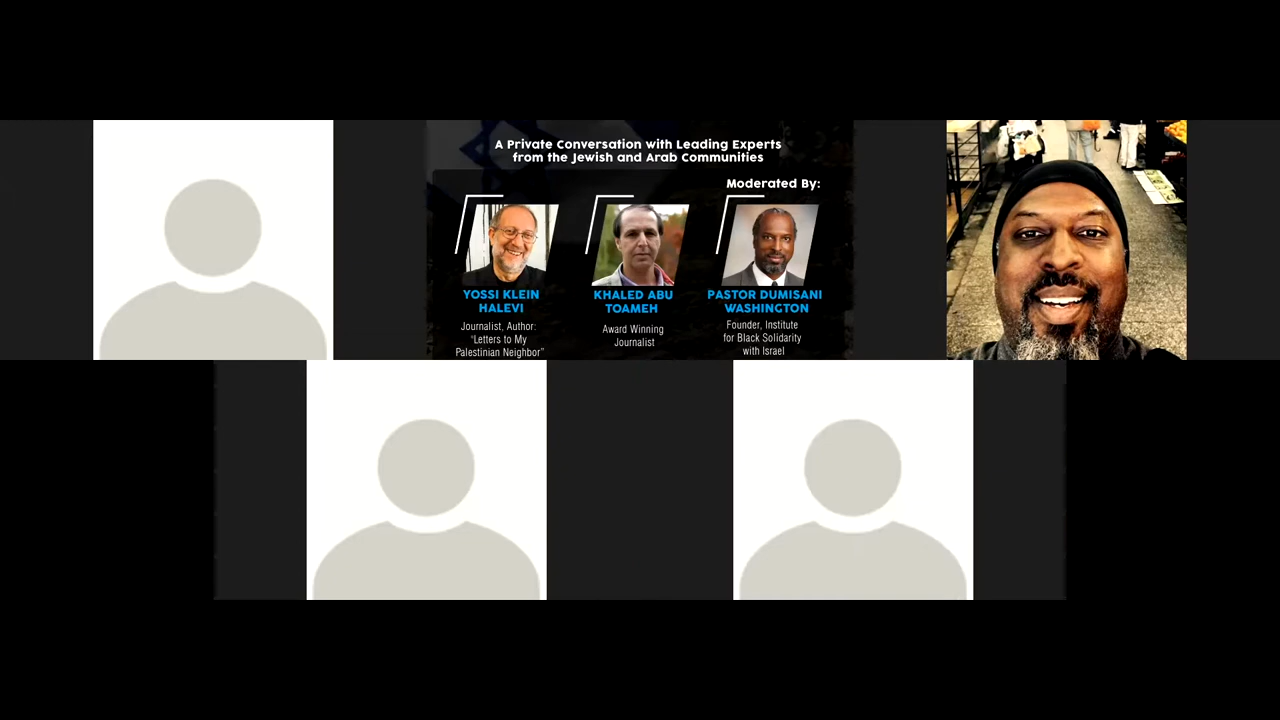 A Private Conversation with Leading Experts
from the Jewish and Arab Communities
Moderated By:
YOSSI KLEIN
HALEVI
Journalist, Author:
"Letters to My
Palestinian Neighbor"
KHALED ABU
TOAMEH
Award Winning
Journalist
PASTOR DUMISANI
WASHINGTON
Founder, Institute
for Black Solidarity
with Israel